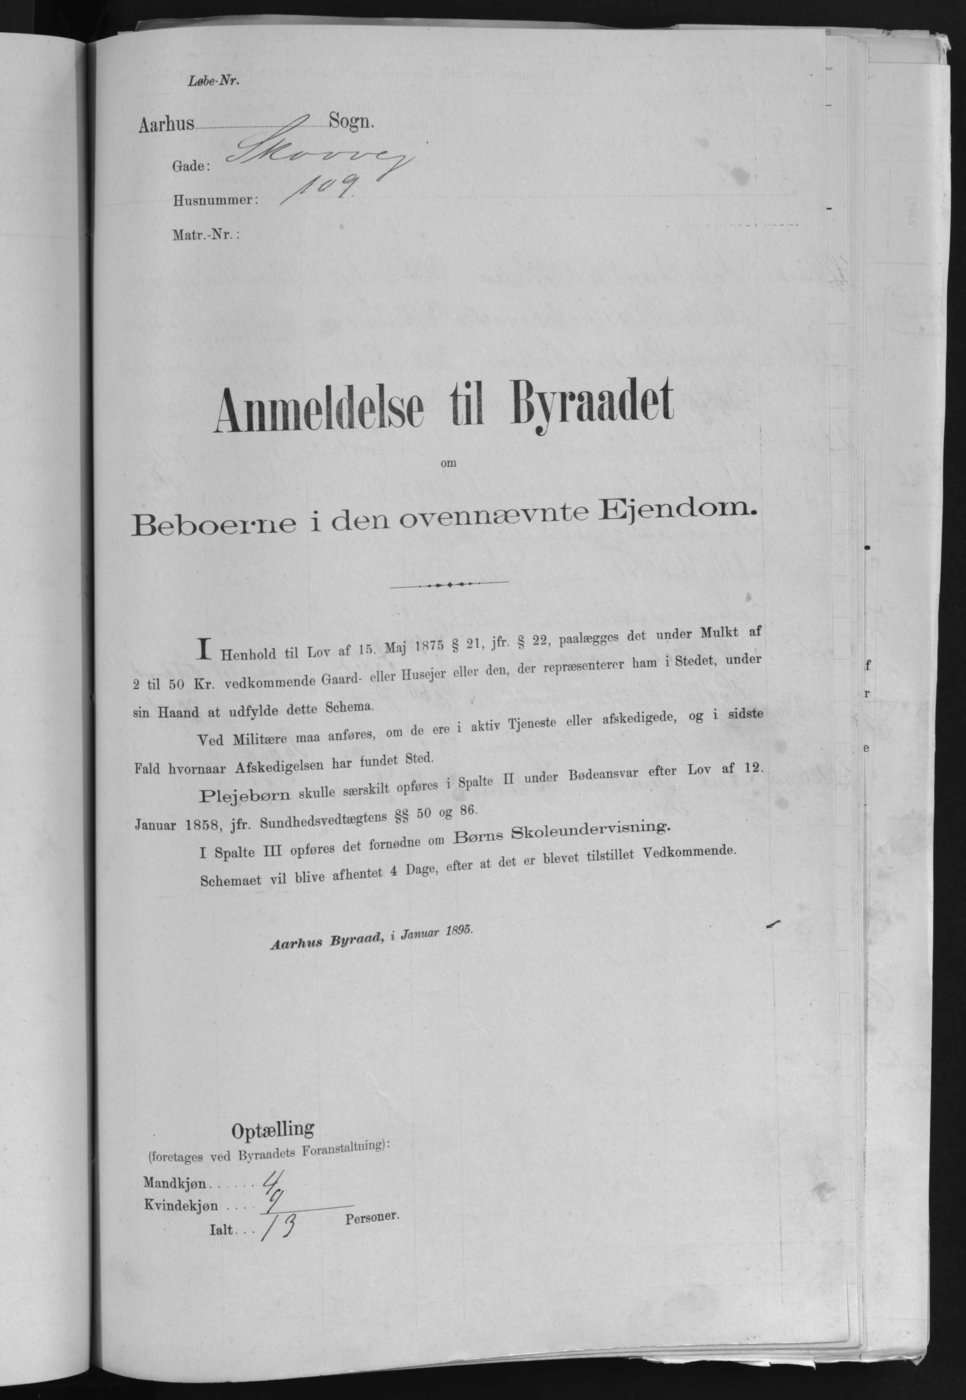 Løbe-Nr.
Aarhus Sogn.
Gade: Skovvej
Husnummer: 109.
Matr.-Nr.:
Anmeldelse til Byraadet
om
Beboerne i den ovennævnte Ejendom.
I Henhold til Lov af 15. Maj 1875 § 21, jfr. § 22, paalægges det under Mulkt af
2 til 50 Kr. vedkommende Gaard- eller Husejer eller den, der repræsenterer ham i Stedet, under
sin Haand at udfylde dette Schema.
Ved Militære maa anføres, om de ere i aktiv Tjeneste eller afskedigede, og i sidste
Fald hvornaar Afskedigelsen har fundet Sted.
Plejebørn skulle særskilt opføres i Spalte II under Bødeansvar efter Lov af 12.
Januar 1858, jfr. Sundhedsvedtægtens §§ 50 og 86.
I Spalte III opføres det fornødne om Børns Skoleundervisning.
Schemaet vil blive afhentet 4 Dage, efter at det er blevet tilstillet Vedkommende.
Aarhus Byraad, i Januar 1895.
Optælling
(foretages ved Byraadets Foranstaltning):
Mandkjøn...... 4
Kvindekjøn .... 9
Ialt... 13 Personer.
f
r
e